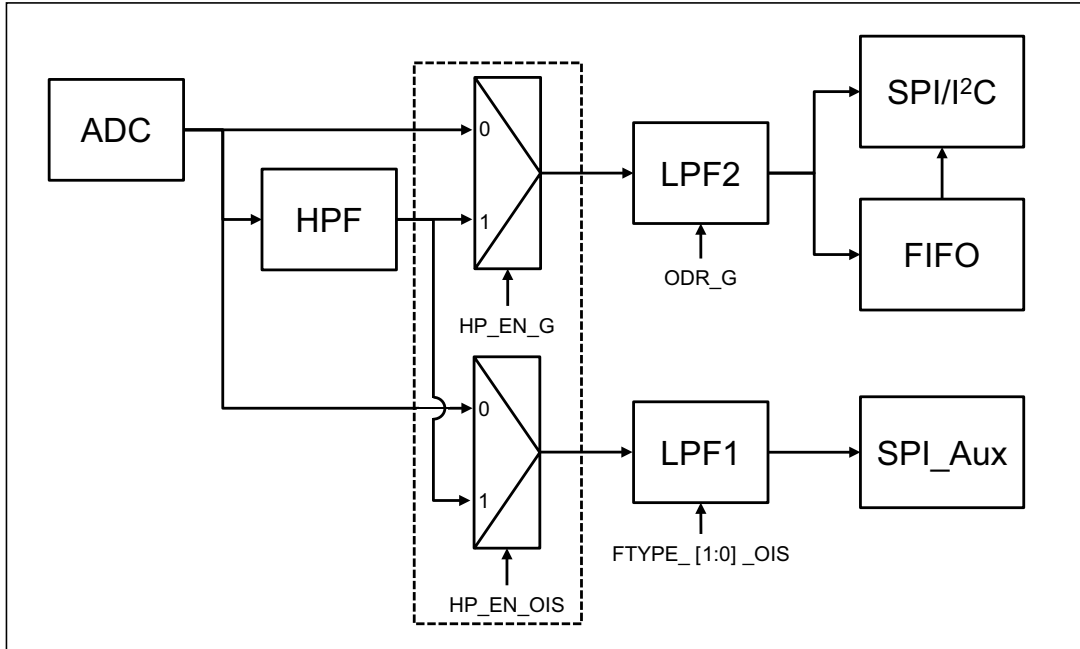 SPI/I²C
ADC
0
LPF2
HPF
1
FIFO
ODR_G
HP_EN_G
0
LPF1
SPI_Aux
1
FTYPE_ [1:0] _OIS
HP_EN_OIS